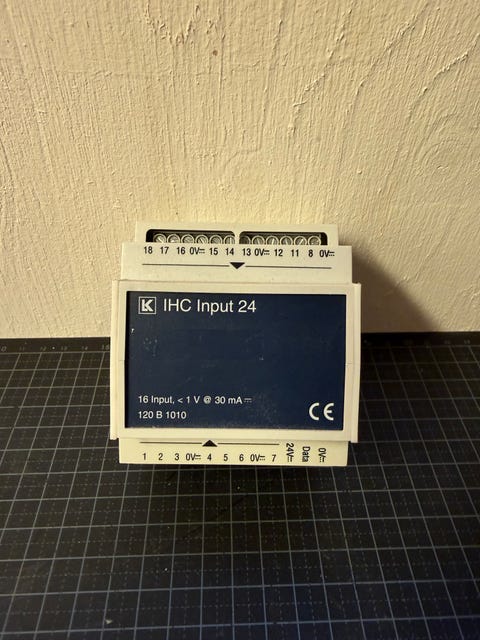 18 17 16 0V⎓ 15 14 13 0V⎓ 12 11 8 0V⎓
LK IHC Input 24
16 Input, < 1 V @ 30 mA ⎓
120 B 1010
CE
1 2 3 0V⎓ 4 5 6 0V⎓ 7 24V⎓ Data 0V⎓